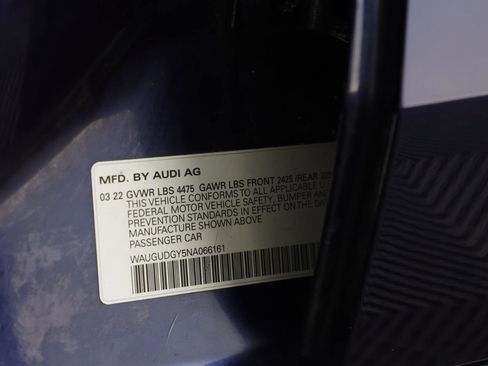 MFD. BY AUDI AG
03 22 GVWR LBS 4475 GAWR LBS FRONT 2425 /REAR
THIS VEHICLE CONFORMS TO ALL APPLICABLE U.
FEDERAL MOTOR VEHICLE SAFETY, BUMPER AND
PREVENTION STANDARDS IN EFFECT ON THE DA
MANUFACTURE SHOWN ABOVE
PASSENGER CAR
WAUGUDGY5NA066161